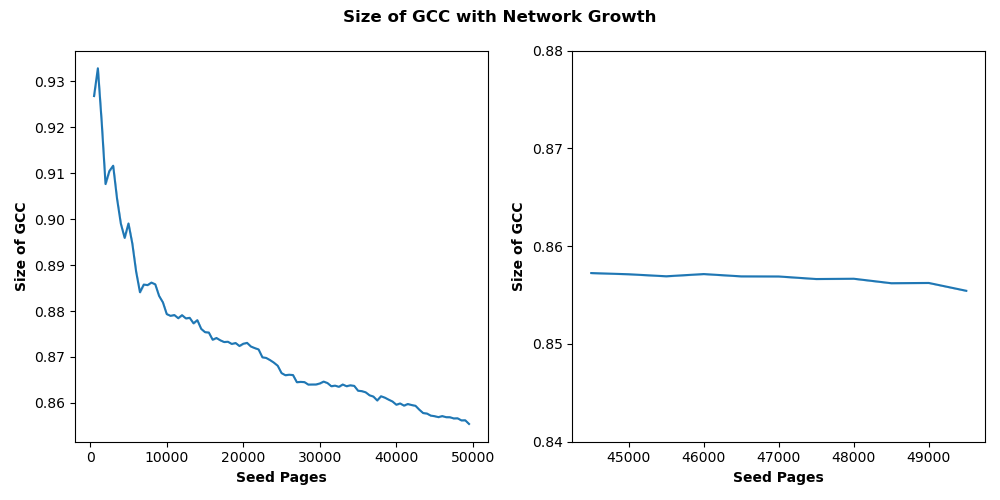 Size of GCC with Network Growth
Size of GCC
0.93
0.92
0.91
0.90
0.89
0.88
0.87
0.86
0 10000 20000 30000 40000 50000
Seed Pages
Size of GCC
0.88
0.87
0.86
0.85
0.84
45000 46000 47000 48000 49000
Seed Pages